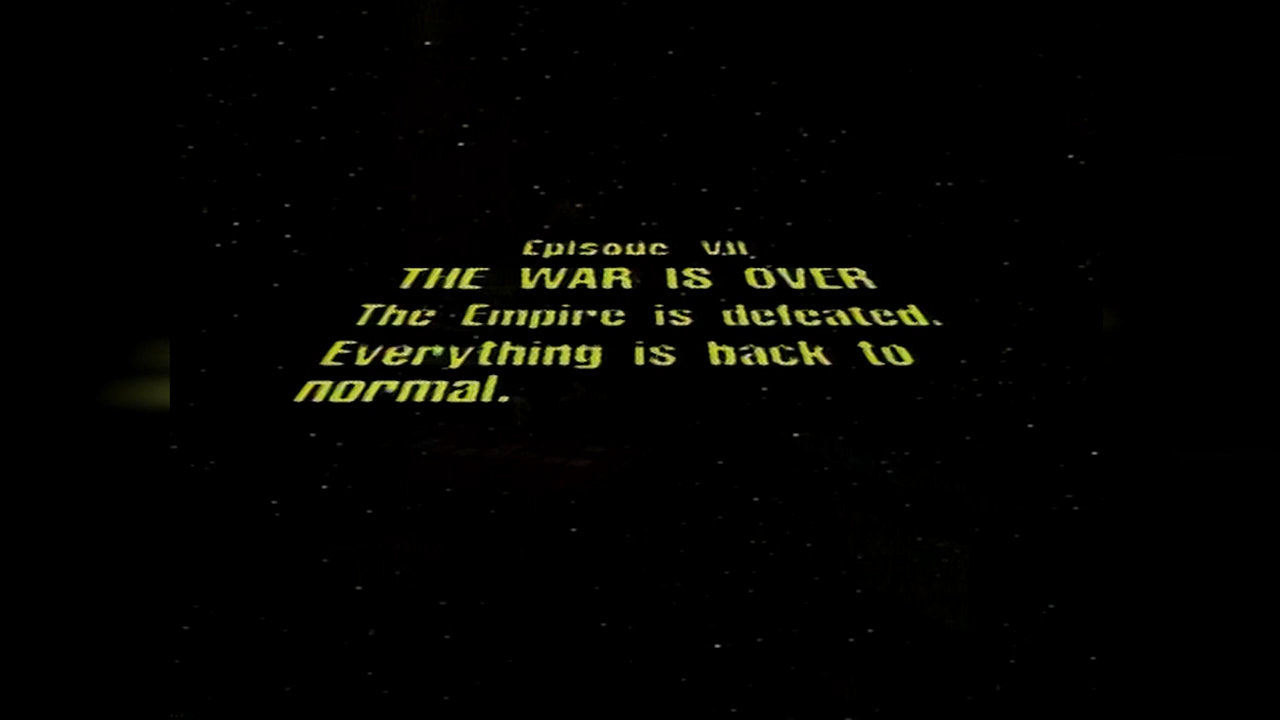 Episode VII
THE WAR IS OVER
The Empire is defeated.
Everything is back to
normal.